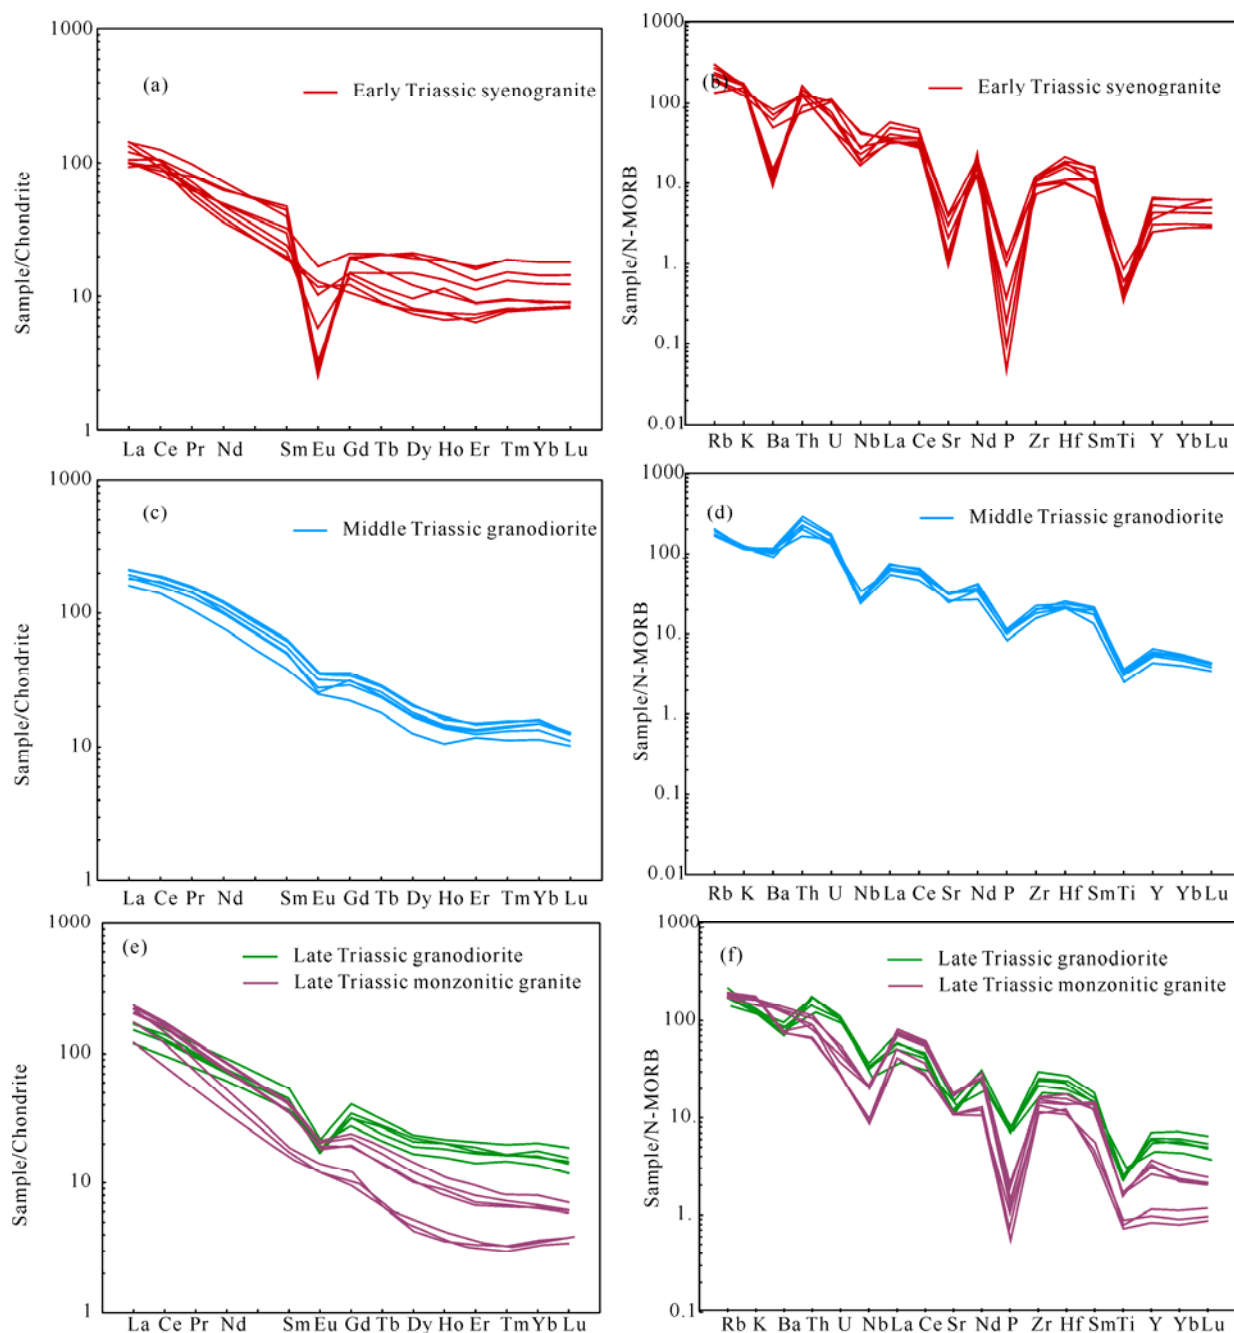 (a)
Early Triassic syenogranite
Sample/Chondrite
1000
100
10
1
La Ce Pr Nd Sm Eu Gd Tb Dy Ho Er Tm Yb Lu
(b)
Early Triassic syenogranite
Sample/N-MORB
1000
100
10.
1.
0.1
0.01
Rb K Ba Th U Nb La Ce Sr Nd P Zr Hf Sm Ti Y Yb Lu
(c)
Middle Triassic granodiorite
Sample/Chondrite
1000
100
10
1
La Ce Pr Nd Sm Eu Gd Tb Dy Ho Er Tm Yb Lu
(d)
Middle Triassic granodiorite
Sample/N-MORB
1000
100
10.
1.
0.1
0.01
Rb K Ba Th U Nb La Ce Sr Nd P Zr Hf Sm Ti Y Yb Lu
(e)
Late Triassic granodiorite
Late Triassic monzonitic granite
Sample/Chondrite
1000
100
10
1
La Ce Pr Nd Sm Eu Gd Tb Dy Ho Er Tm Yb Lu
(f)
Late Triassic granodiorite
Late Triassic monzonitic granite
Sample/N-MORB
1000
100
10
1.
0.1
Rb K Ba Th U Nb La Ce Sr Nd P Zr Hf Sm Ti Y Yb Lu